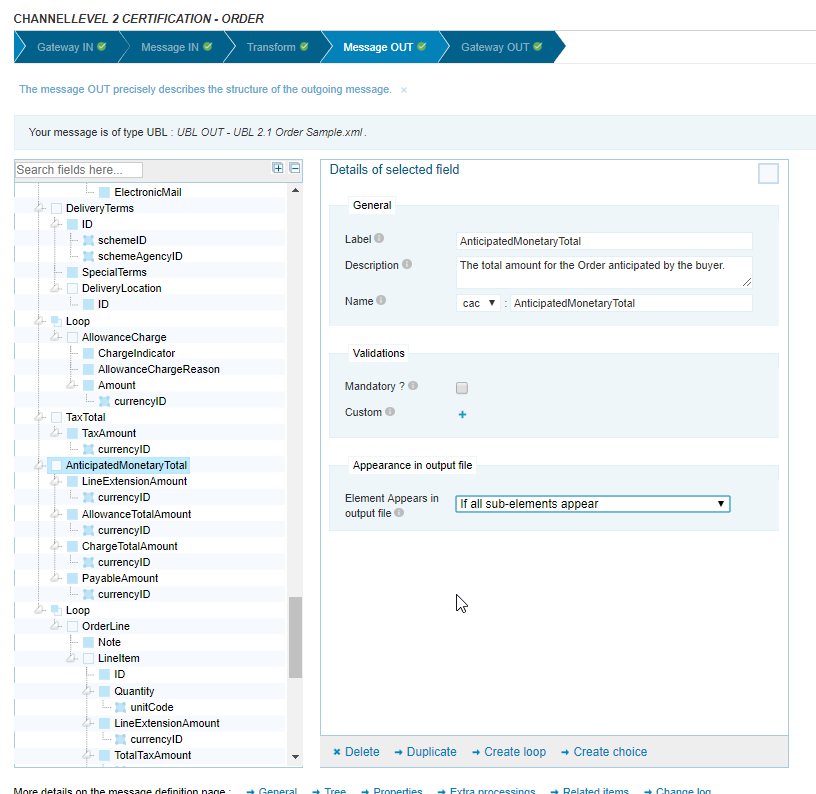 CHANNELLEVEL 2 CERTIFICATION - ORDER
Gateway IN
Message IN
Transform
Message OUT
Gateway OUT
The message OUT precisely describes the structure of the outgoing message. ×
Your message is of type UBL : UBL OUT - UBL 2.1 Order Sample.xml .
Search fields here...
ElectronicMail
DeliveryTerms
ID
schemeID
schemeAgencyID
SpecialTerms
DeliveryLocation
ID
Loop
AllowanceCharge
ChargeIndicator
AllowanceChargeReason
Amount
currencyID
TaxTotal
TaxAmount
currencyID
AnticipatedMonetaryTotal
LineExtensionAmount
currencyID
AllowanceTotalAmount
currencyID
ChargeTotalAmount
currencyID
PayableAmount
currencyID
Loop
OrderLine
Note
LineItem
ID
Quantity
unitCode
LineExtensionAmount
currencyID
TotalTaxAmount
Details of selected field
General
Label
AnticipatedMonetaryTotal
Description
The total amount for the Order anticipated by the buyer.
Name
cac : AnticipatedMonetaryTotal
Validations
Mandatory ?
Custom
Appearance in output file
Element Appears in
output file
If all sub-elements appear
Delete
Duplicate
Create loop
Create choice
More details on the message definition page :
General
Tree
Properties
Extra processings
Related items
Change log